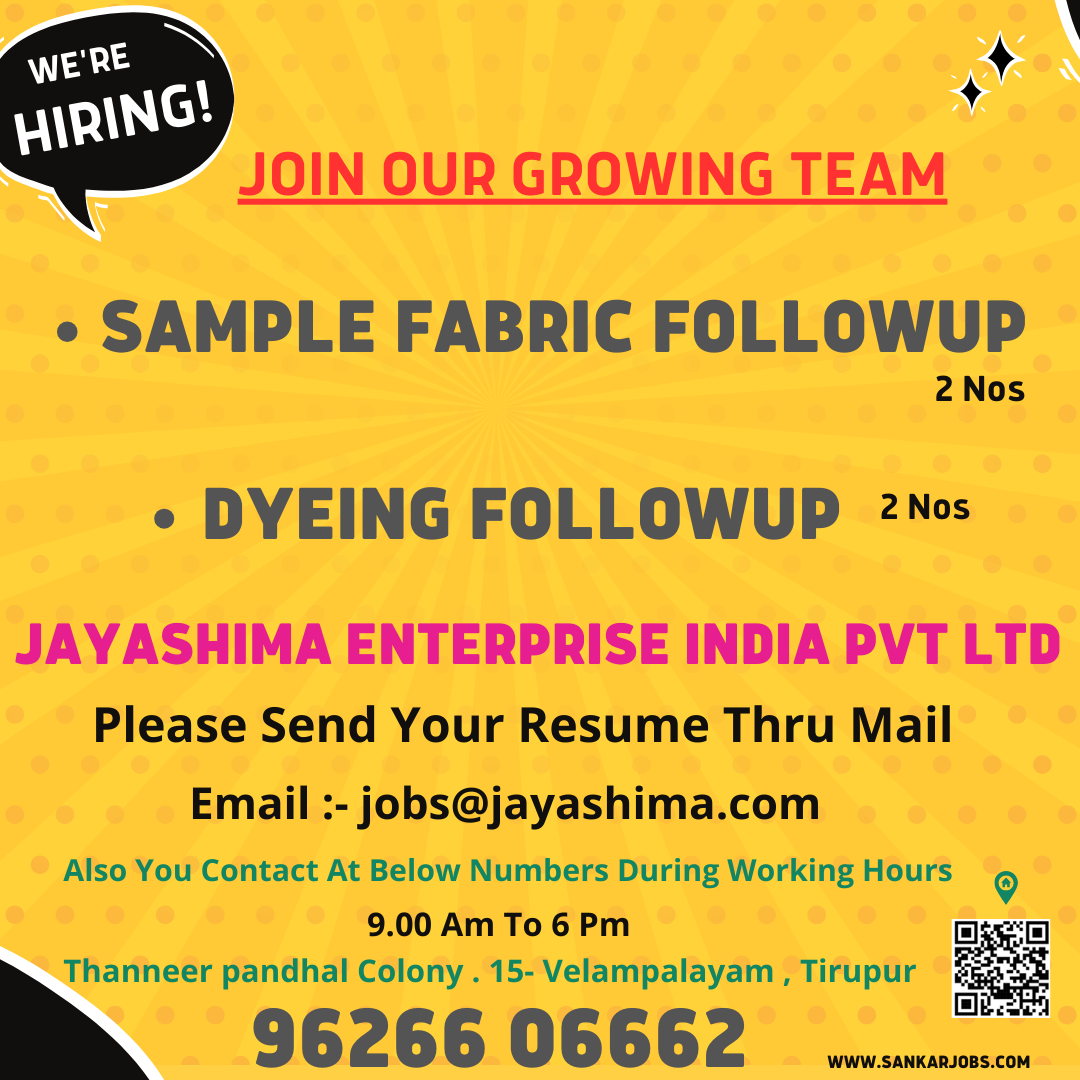 WE'RE
HIRING!
JOIN OUR GROWING TEAM
• SAMPLE FABRIC FOLLOWUP
2 Nos
• DYEING FOLLOWUP 2 Nos
JAYASHIMA ENTERPRISE INDIA PVT LTD
Please Send Your Resume Thru Mail
Email :- jobs@jayashima.com
Also You Contact At Below Numbers During Working Hours
9.00 Am To 6 Pm
Thanneer pandhal Colony . 15- Velampalayam , Tirupur
96266 06662
WWW.SANKARJOBS.COM